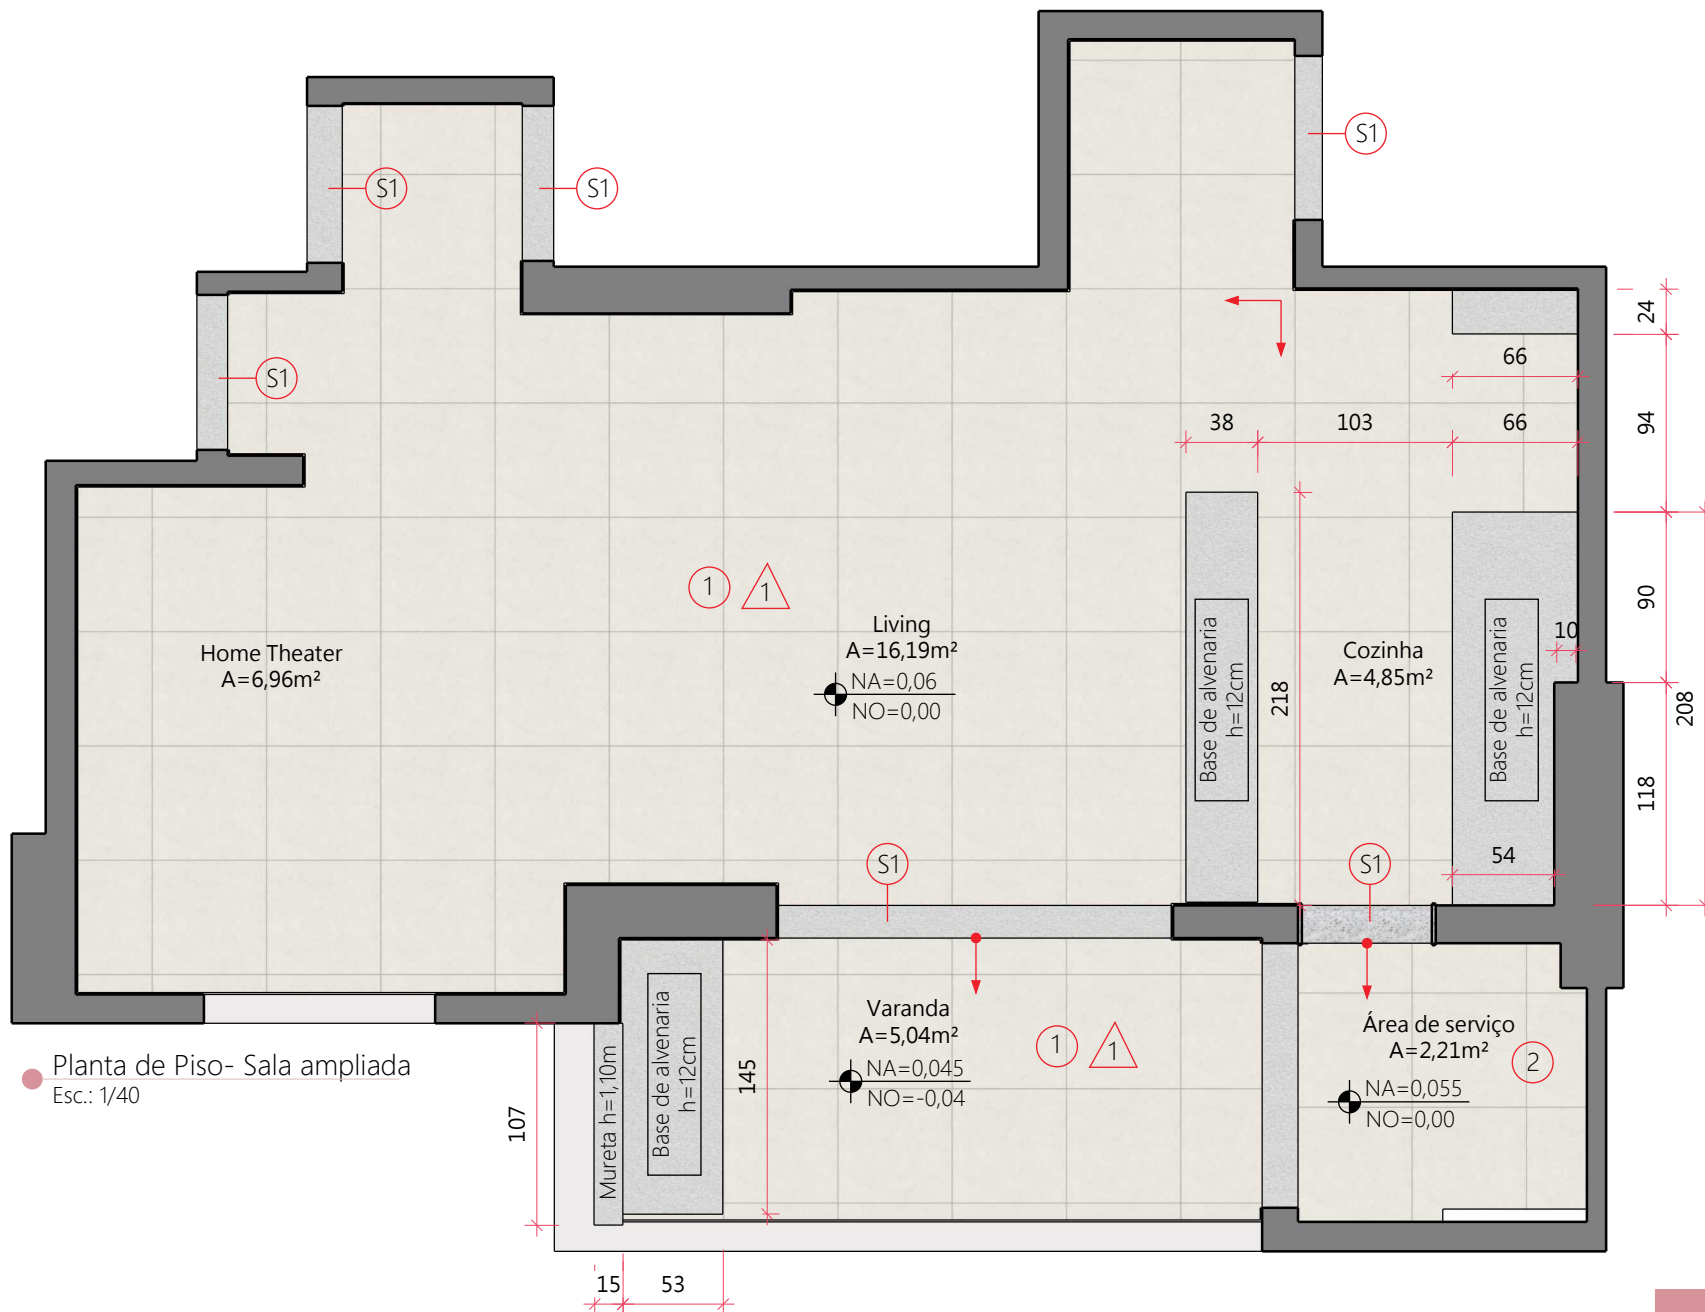 S1
S1
S1
24
66
S1
38
103
66
94
1
1
90
Living
A=16,19m²
NA=0,06
NO=0,00
Home Theater
A=6,96m²
Base de alvenaria
h=12cm
218
Cozinha
A=4,85m²
Base de alvenaria
h=12cm
10
208
118
54
S1
S1
Planta de Piso- Sala ampliada
Esc.: 1/40
107
Mureta h=1,10m
Base de alvenaria
h=12cm
145
Varanda
A=5,04m²
NA=0,045
NO=-0,04
1
1
Área de serviço
A=2,21m²
2
NA=0,055
NO=0,00
15
53